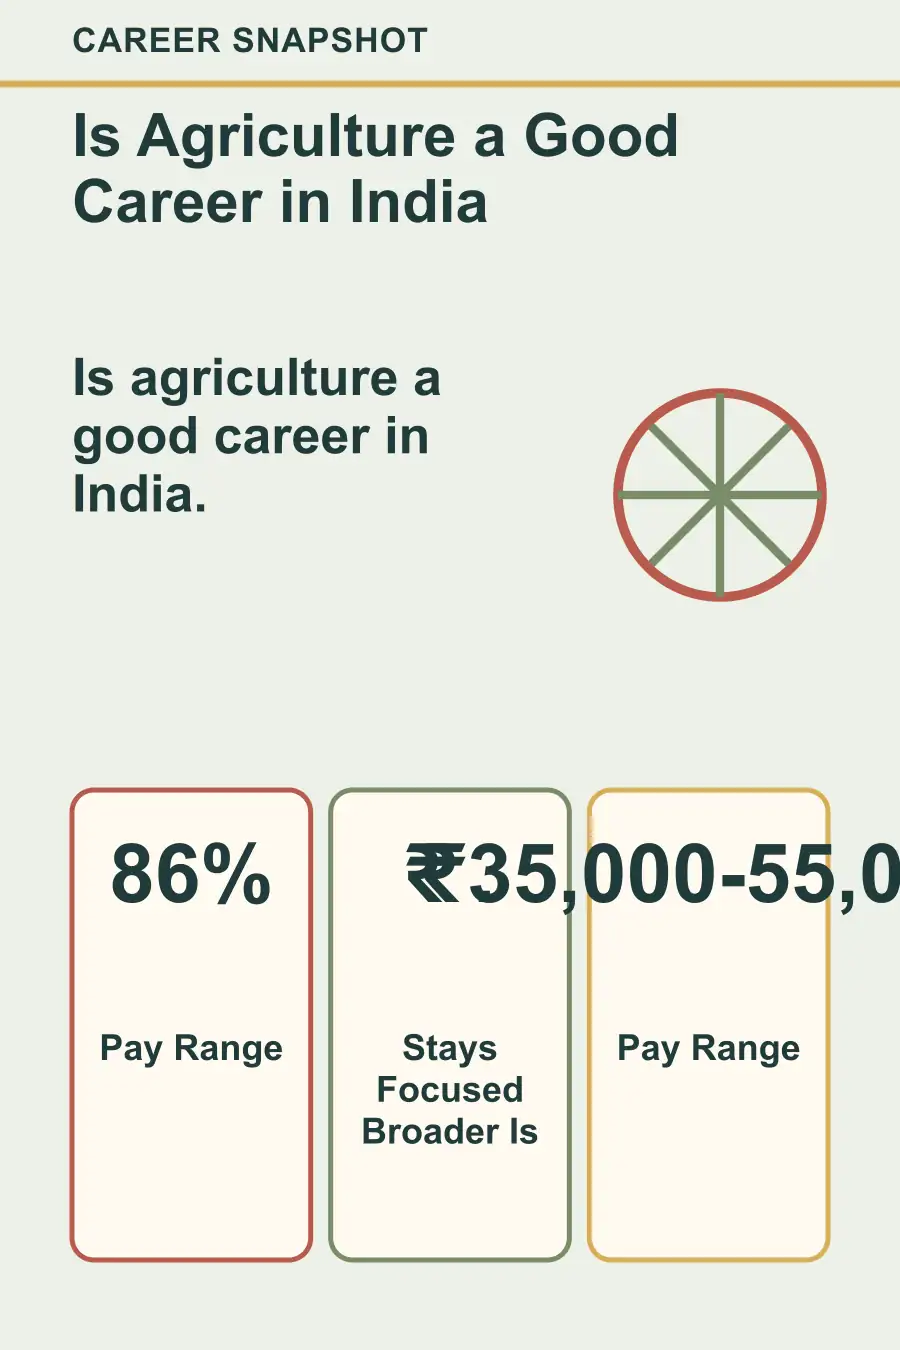 CAREER SNAPSHOT
Is Agriculture a Good
Career in India
Is agriculture a
good career in
India.
86%
₹35,000-55,0
Pay Range
Stays
Focused
Broader Is
Pay Range